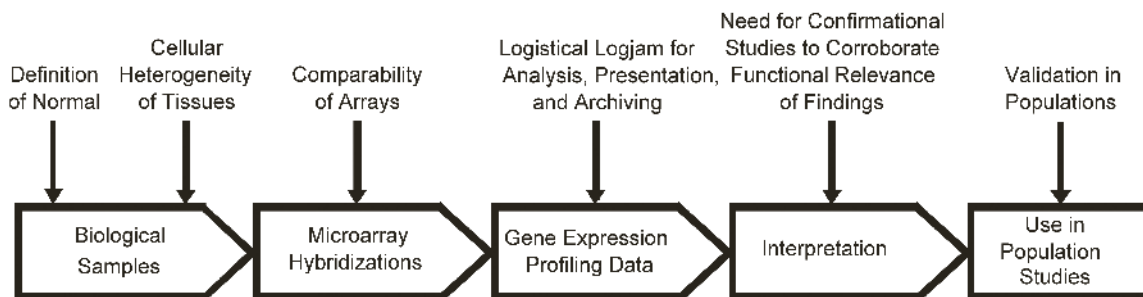 Definition
of Normal
Cellular
Heterogeneity
of Tissues
Comparability
of Arrays
Logistical Logjam for
Analysis, Presentation,
and Archiving
Need for Confirmational
Studies to Corroborate
Functional Relevance
of Findings
Validation in
Populations
Biological
Samples
Microarray
Hybridizations
Gene Expression
Profiling Data
Interpretation
Use in
Population
Studies